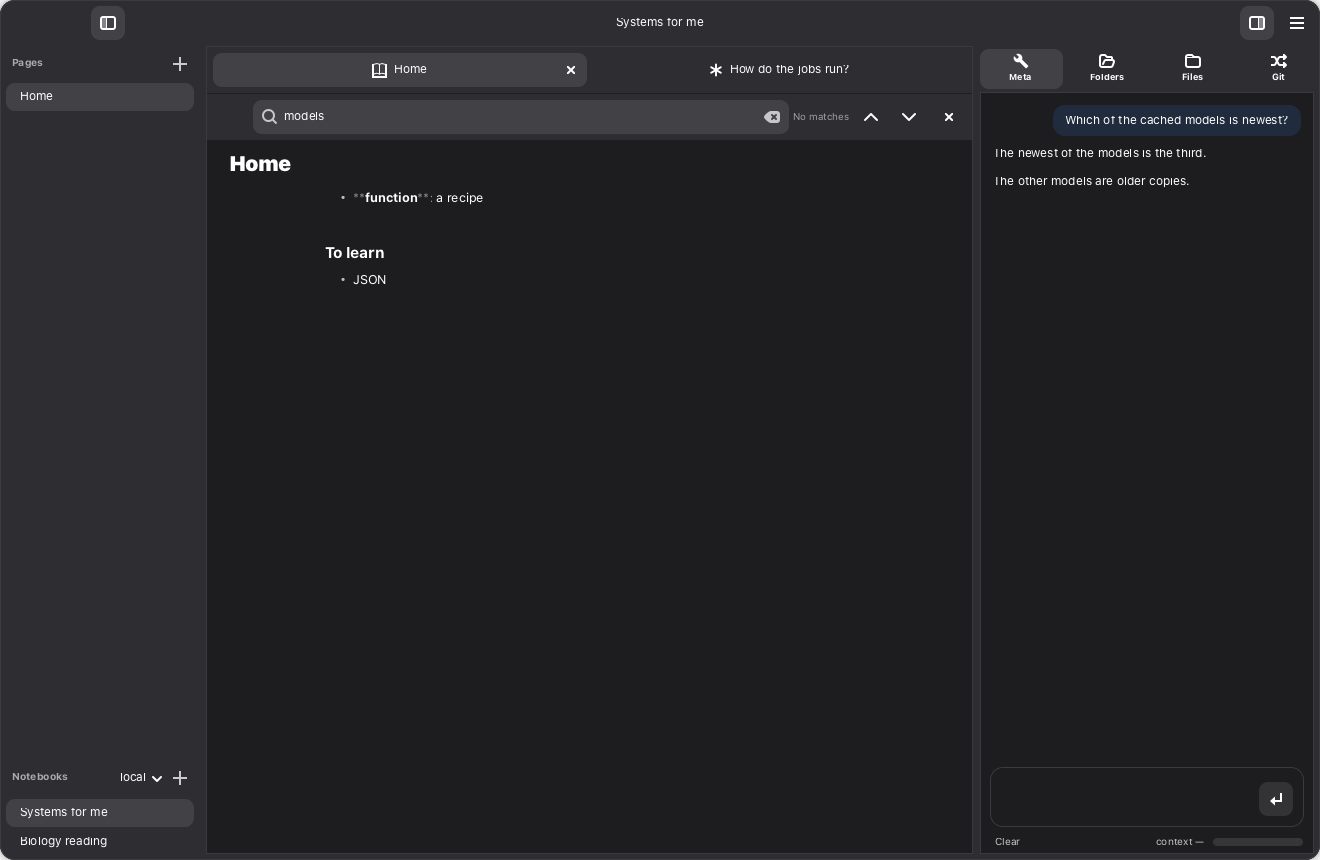 Systems for me
Pages
Home
Home
How do the jobs run?
models
No matches
Home
• **function**: a recipe
To learn
• JSON
Meta
Folders
Files
Git
Which of the cached models is newest?
The newest of the models is the third.
The other models are older copies.
Clear
context —
Notebooks
local
Systems for me
Biology reading